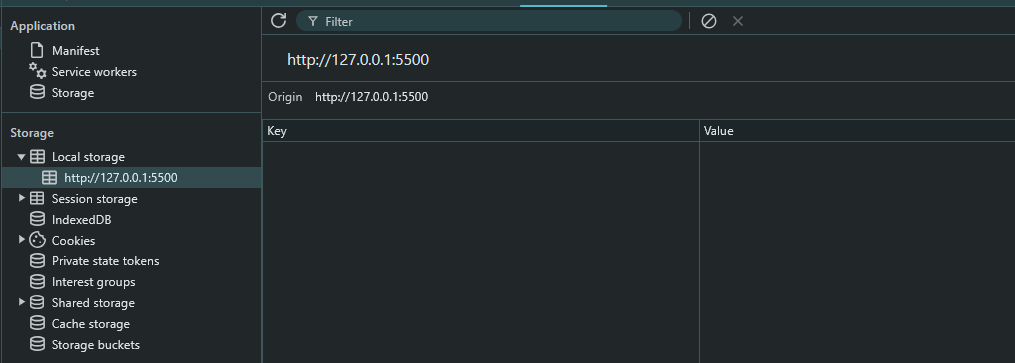 Application
Manifest
Service workers
Storage
Storage
Local storage
http://127.0.0.1:5500
Session storage
IndexedDB
Cookies
Private state tokens
Interest groups
Shared storage
Cache storage
Storage buckets
Filter
http://127.0.0.1:5500
Origin http://127.0.0.1:5500
Key Value